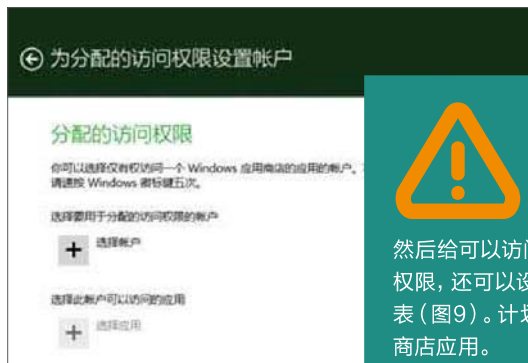 为分配的访问权限设置帐户
分配的访问权限
你可以选择仅有权访问一个 Windows 应用商店的应用的帐户。
请速按 Windows 徽标键五次。
选择要用于分配的访问权限的帐户
选择帐户
选择此帐户可以访问的应用
选择应用
然后给可以访问
权限，还可以设
表（图9）。计划
商店应用。